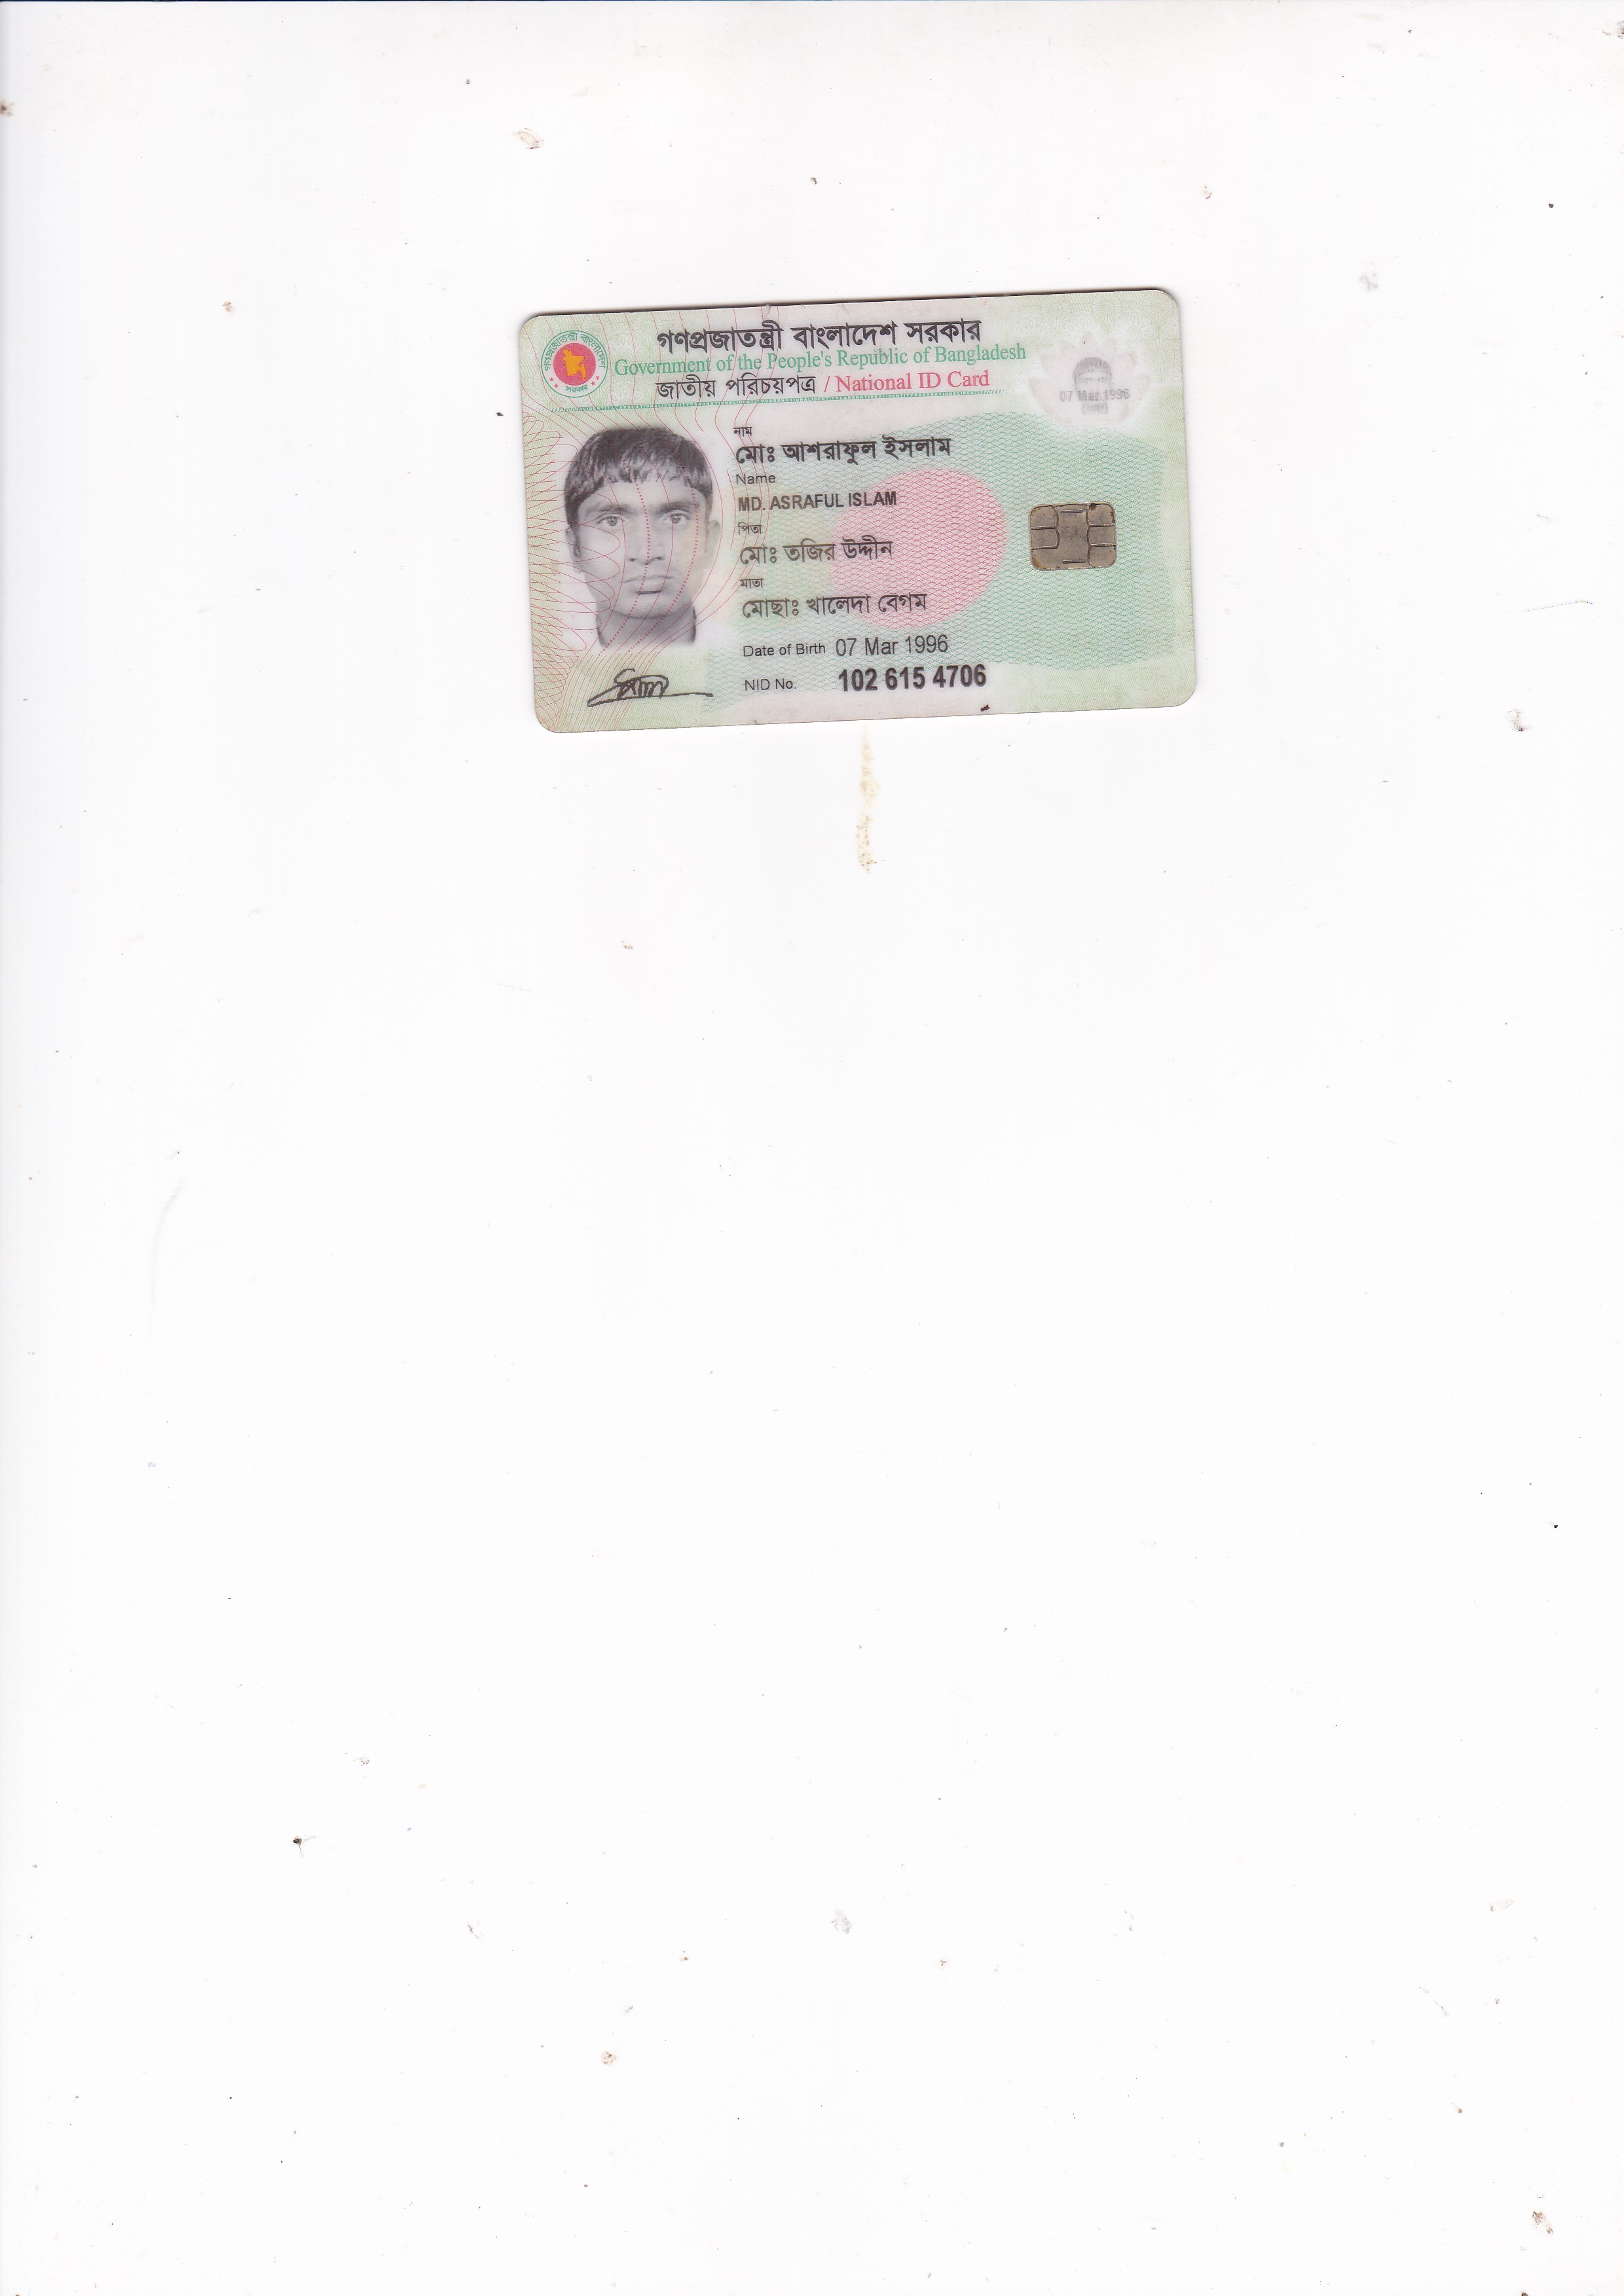 গণপ্রজাতন্ত্রী বাংলাদেশ সরকার
Government of the People's Republic of Bangladesh
জাতীয় পরিচয়পত্র / National ID Card
07 Mar 1996
নাম
মোঃ আশরাফুল ইসলাম
Name
MD. ASRAFUL ISLAM
পিতা
মোঃ তজির উদ্দীন
মাতা
মোছাঃ খালেদা বেগম
Date of Birth 07 Mar 1996
NID No. 102 615 4706